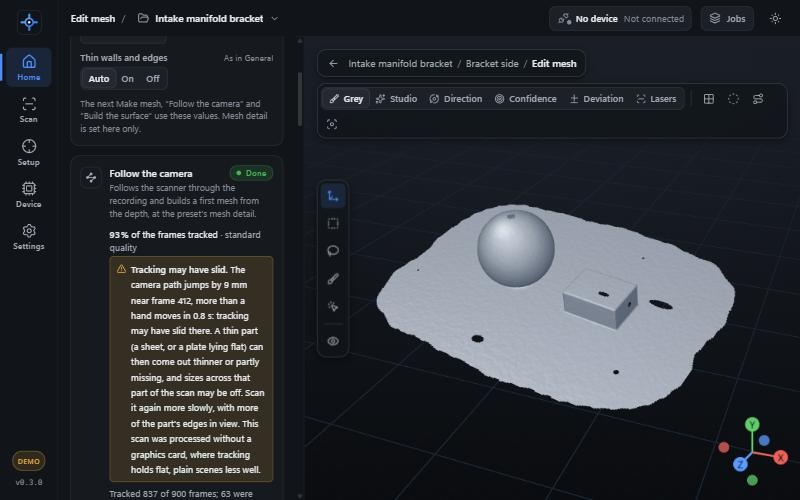 Edit mesh / Intake manifold bracket
No device Not connected
Jobs
Home
Scan
Setup
Device
Settings
DEMO
v0.3.0
Thin walls and edges As in General
Auto On Off
The next Make mesh, "Follow the camera" and
"Build the surface" use these values. Mesh detail
is set here only.
Follow the camera Done
Follows the scanner through the
recording and builds a first mesh from
the depth, at the preset's mesh detail.
93% of the frames tracked · standard
quality
Tracking may have slid. The
camera path jumps by 9 mm
near frame 412, more than a
hand moves in 0.8 s: tracking
may have slid there. A thin part
(a sheet, or a plate lying flat) can
then come out thinner or partly
missing, and sizes across that
part of the scan may be off. Scan
it again more slowly, with more
of the part's edges in view. This
scan was processed without a
graphics card, where tracking
holds flat, plain scenes less well.
Tracked 837 of 900 frames; 63 were
Intake manifold bracket / Bracket side / Edit mesh
Grey Studio Direction Confidence Deviation Lasers
Y
X
Z